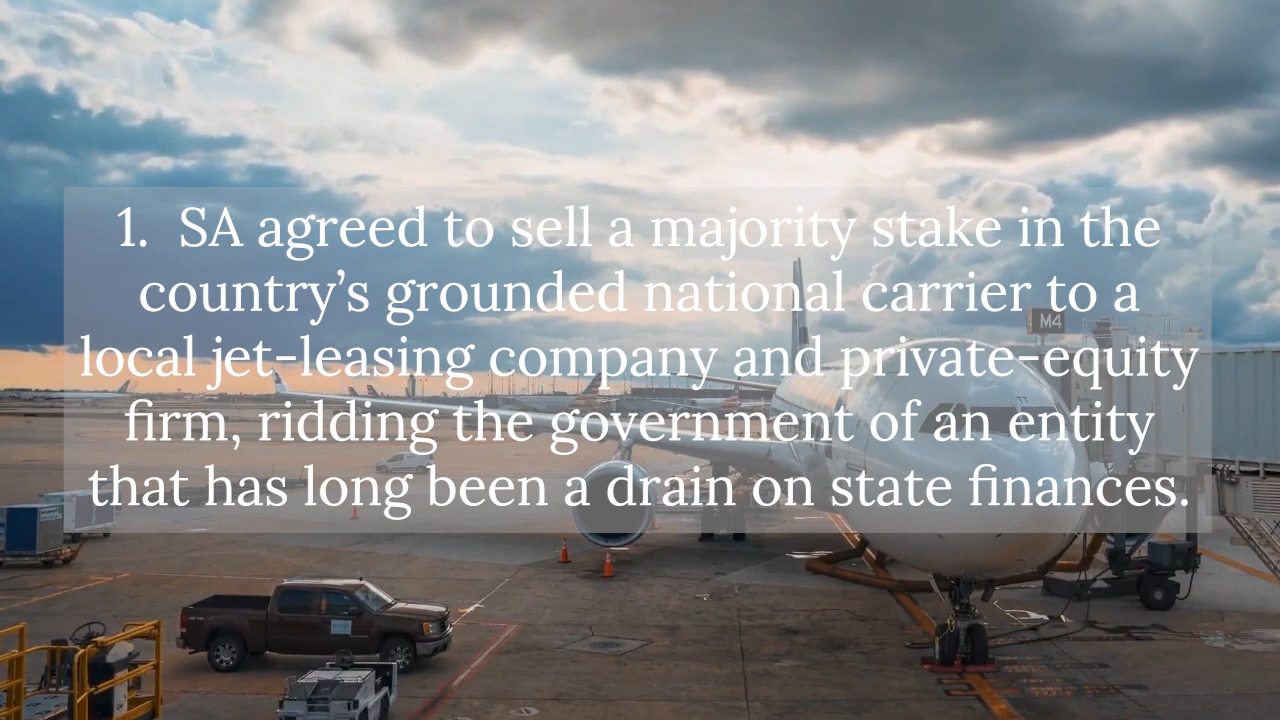 1.  SA agreed to sell a majority stake in the
country’s grounded national carrier to a
local jet-leasing company and private-equity
firm, ridding the government of an entity
that has long been a drain on state finances.
M4